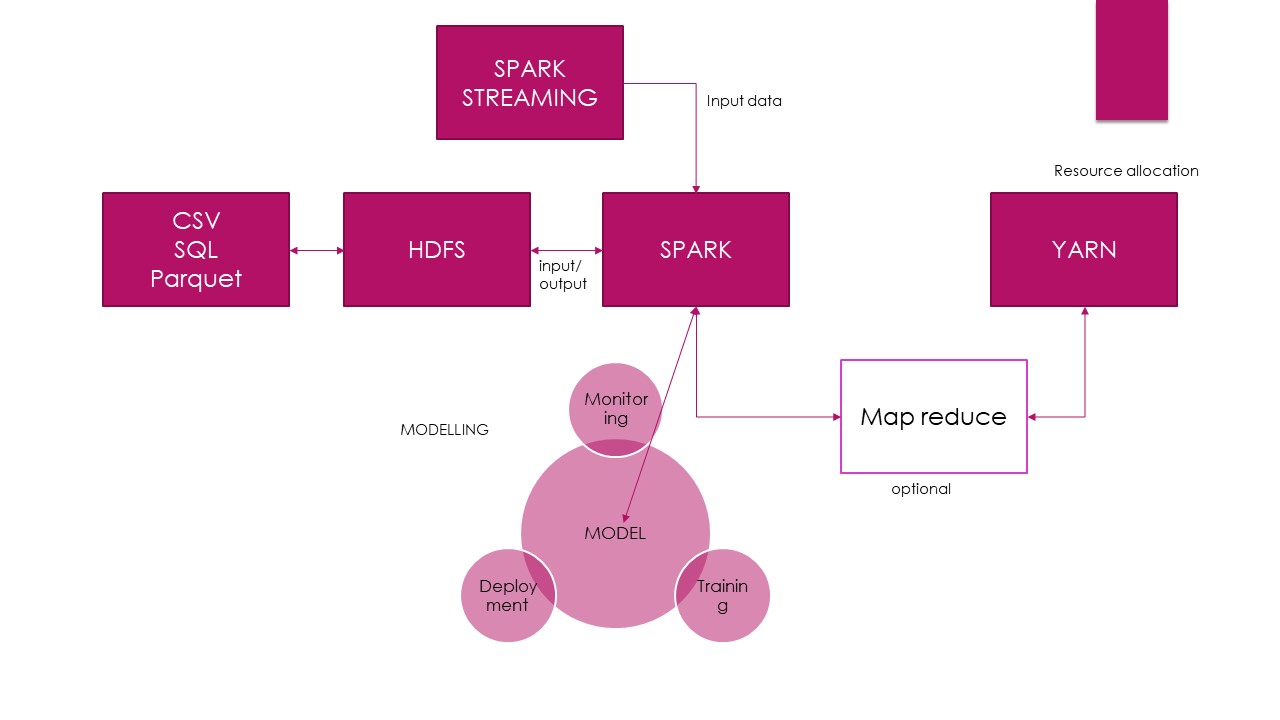 SPARK
STREAMING
Input data
Resource allocation
CSV
SQL
Parquet
HDFS
input/
output
SPARK
YARN
Monitor
ing
MODELLING
Map reduce
optional
MODEL
Deploy
ment
Trainin
g